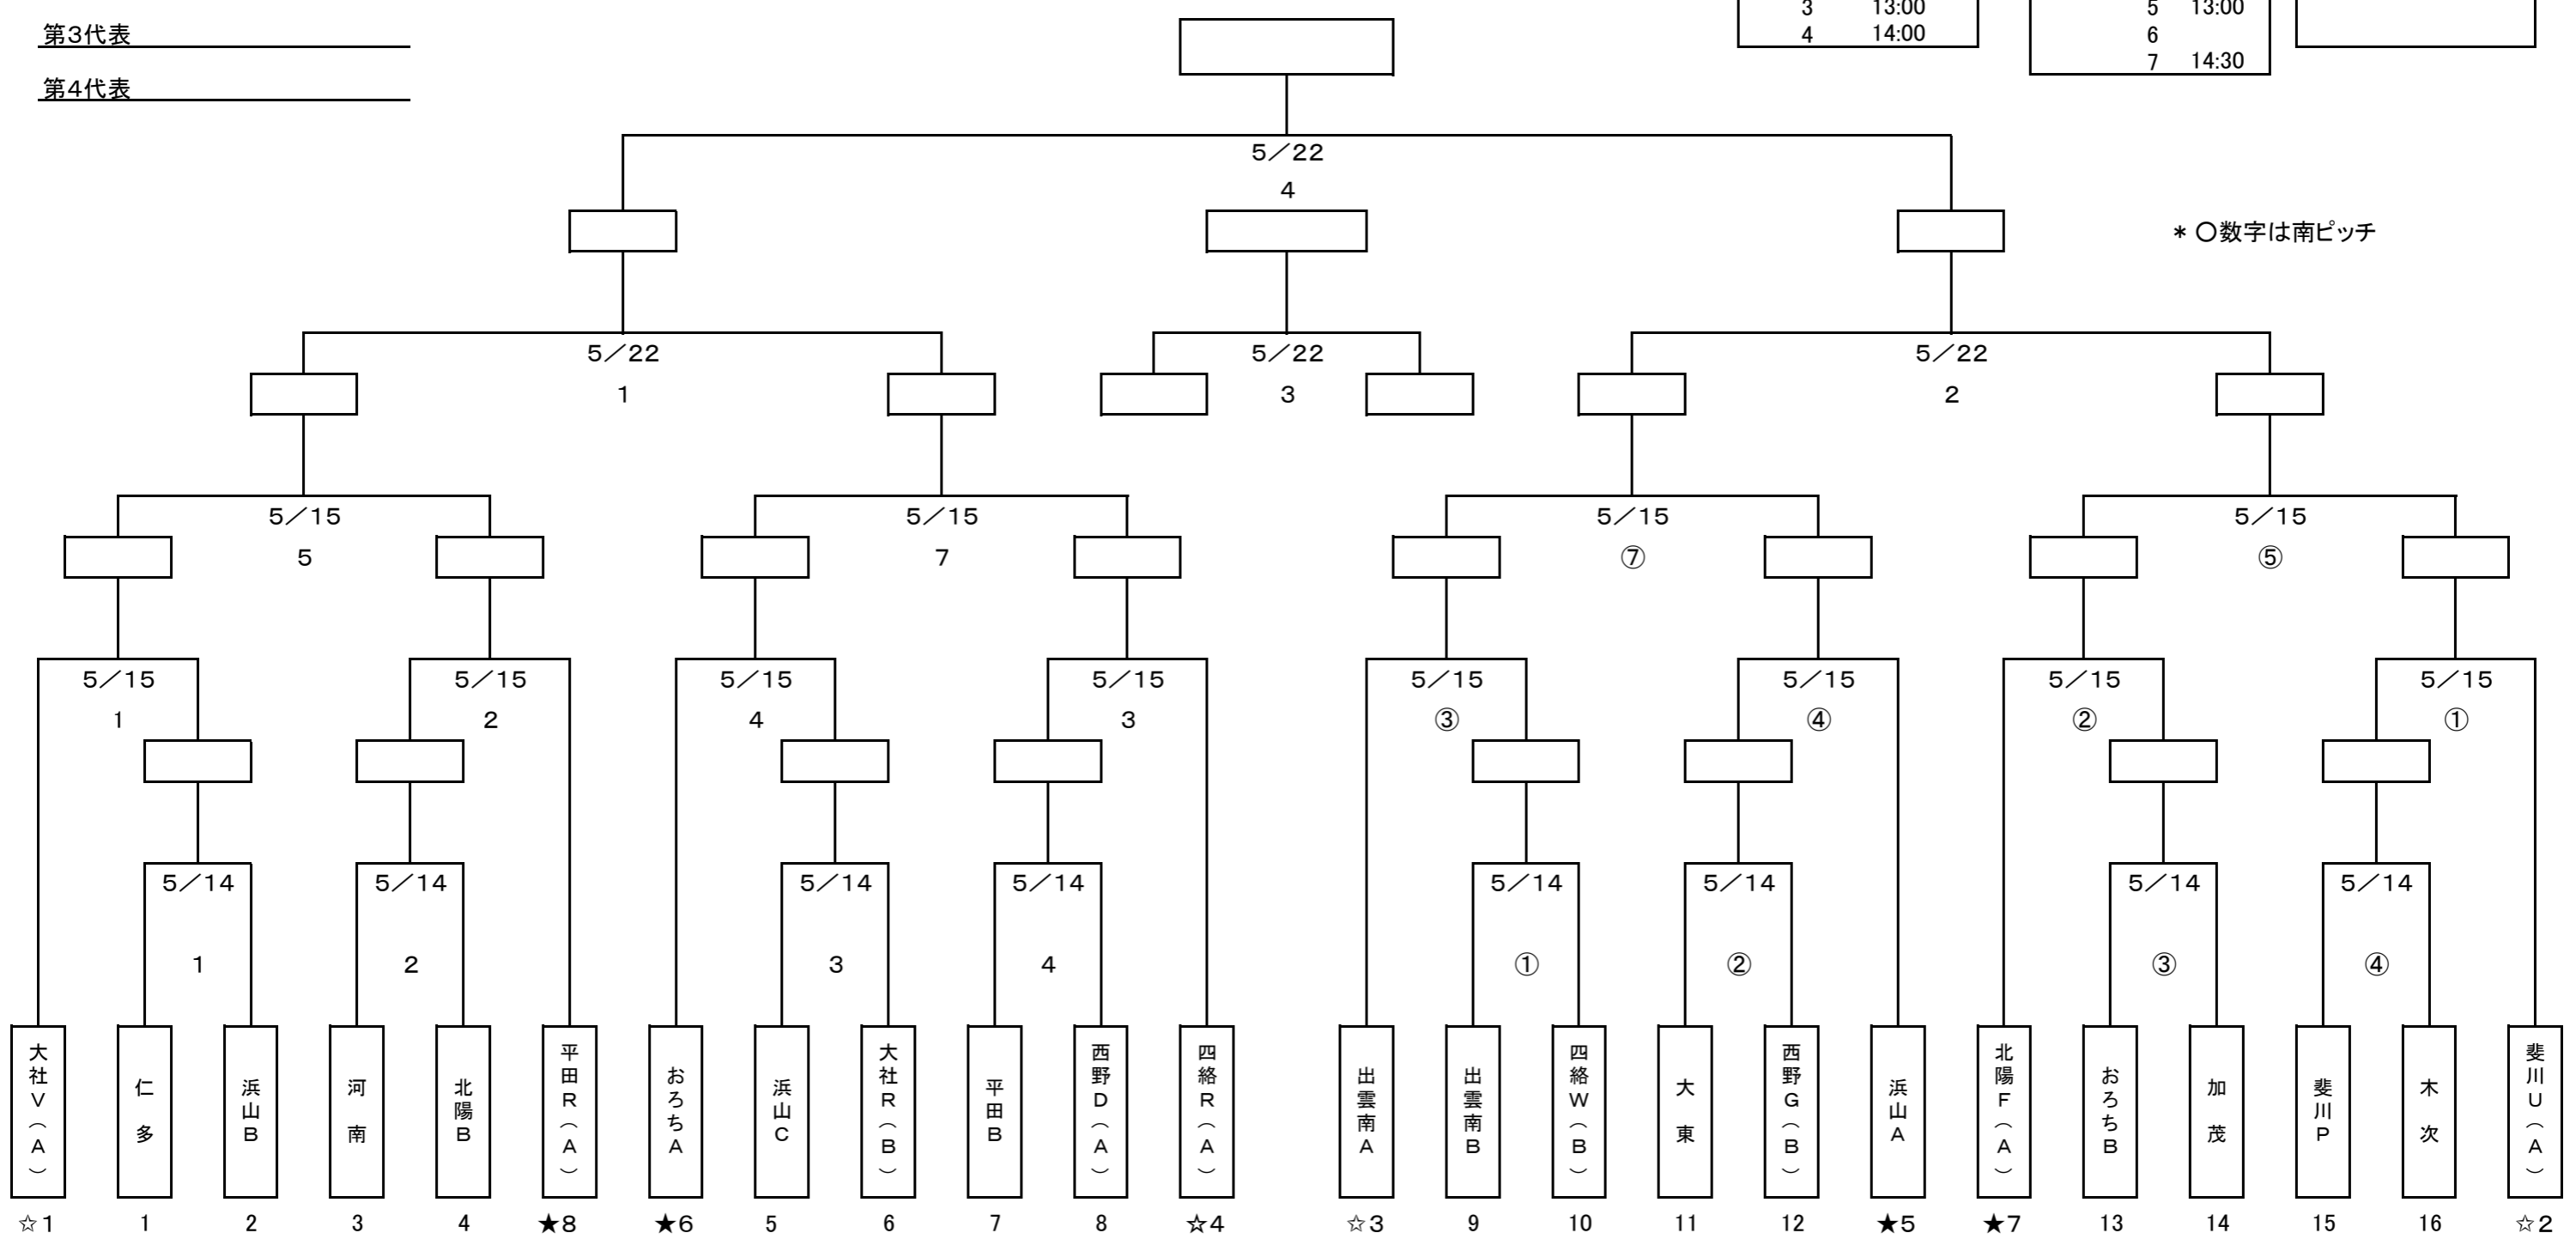 3 13:00
5 13:00
第3代表
4 14:00
6
7 14:30
第4代表
5／22
4
＊〇数字は南ピッチ
5／22
5／22
5／22
1
3
2
5／15
5／15
5／15
5／15
5
7
⑦
⑤
5／15
5／15
5／15
5／15
5／15
5／15
5／15
5／15
1
2
4
3
③
④
②
①
5／14
5／14
5／14
5／14
5／14
5／14
5／14
5／14
1
2
3
4
①
②
③
④
大社V（A）
仁多
浜山B
河南
北陽B
平田R（A）
おろちA
浜山C
大社R（B）
平田B
西野D（A）
四絡R（A）
出雲南A
出雲南B
四絡W（B）
大東
西野G（B）
浜山A
北陽F（A）
おろちB
加茂
斐川P
木次
斐川U（A）
☆1 1 2 3 4 ★8 ★6 5 6 7 8 ☆4 ☆3 9 10 11 12 ★5 ★7 13 14 15 16 ☆2